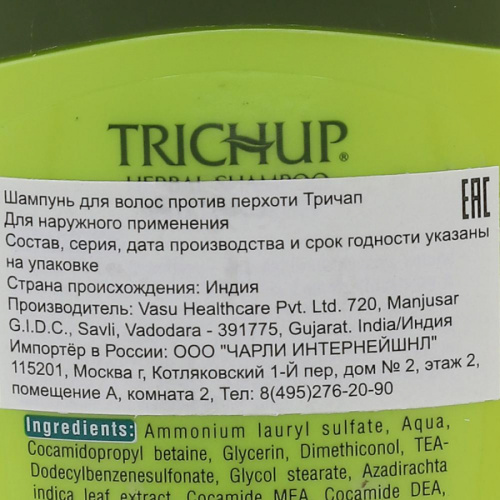 TRICHUP®
HERBAL SHAMPOO
Шампунь для волос против перхоти Тричап
EAC
Для наружного применения
Состав, серия, дата производства и срок годности указаны
на упаковке
Страна происхождения: Индия
Производитель: Vasu Healthcare Pvt. Ltd. 720, Manjusar
G.I.D.C., Savli, Vadodara - 391775, Gujarat. India/Индия
Импортёр в России: ООО "ЧАРЛИ ИНТЕРНЕЙШНЛ"
115201, Москва г, Котляковский 1-Й пер, дом № 2, этаж 2,
помещение А, комната 2, Тел: 8(495)276-20-90
Ingredients: Ammonium lauryl sulfate, Aqua,
Cocamidopropyl betaine, Glycerin, Dimethiconol, TEA-
Dodecylbenzenesulfonate, Glycol stearate, Azadirachta
indica leaf extract, Cocamide MEA, Cocamide DEA,